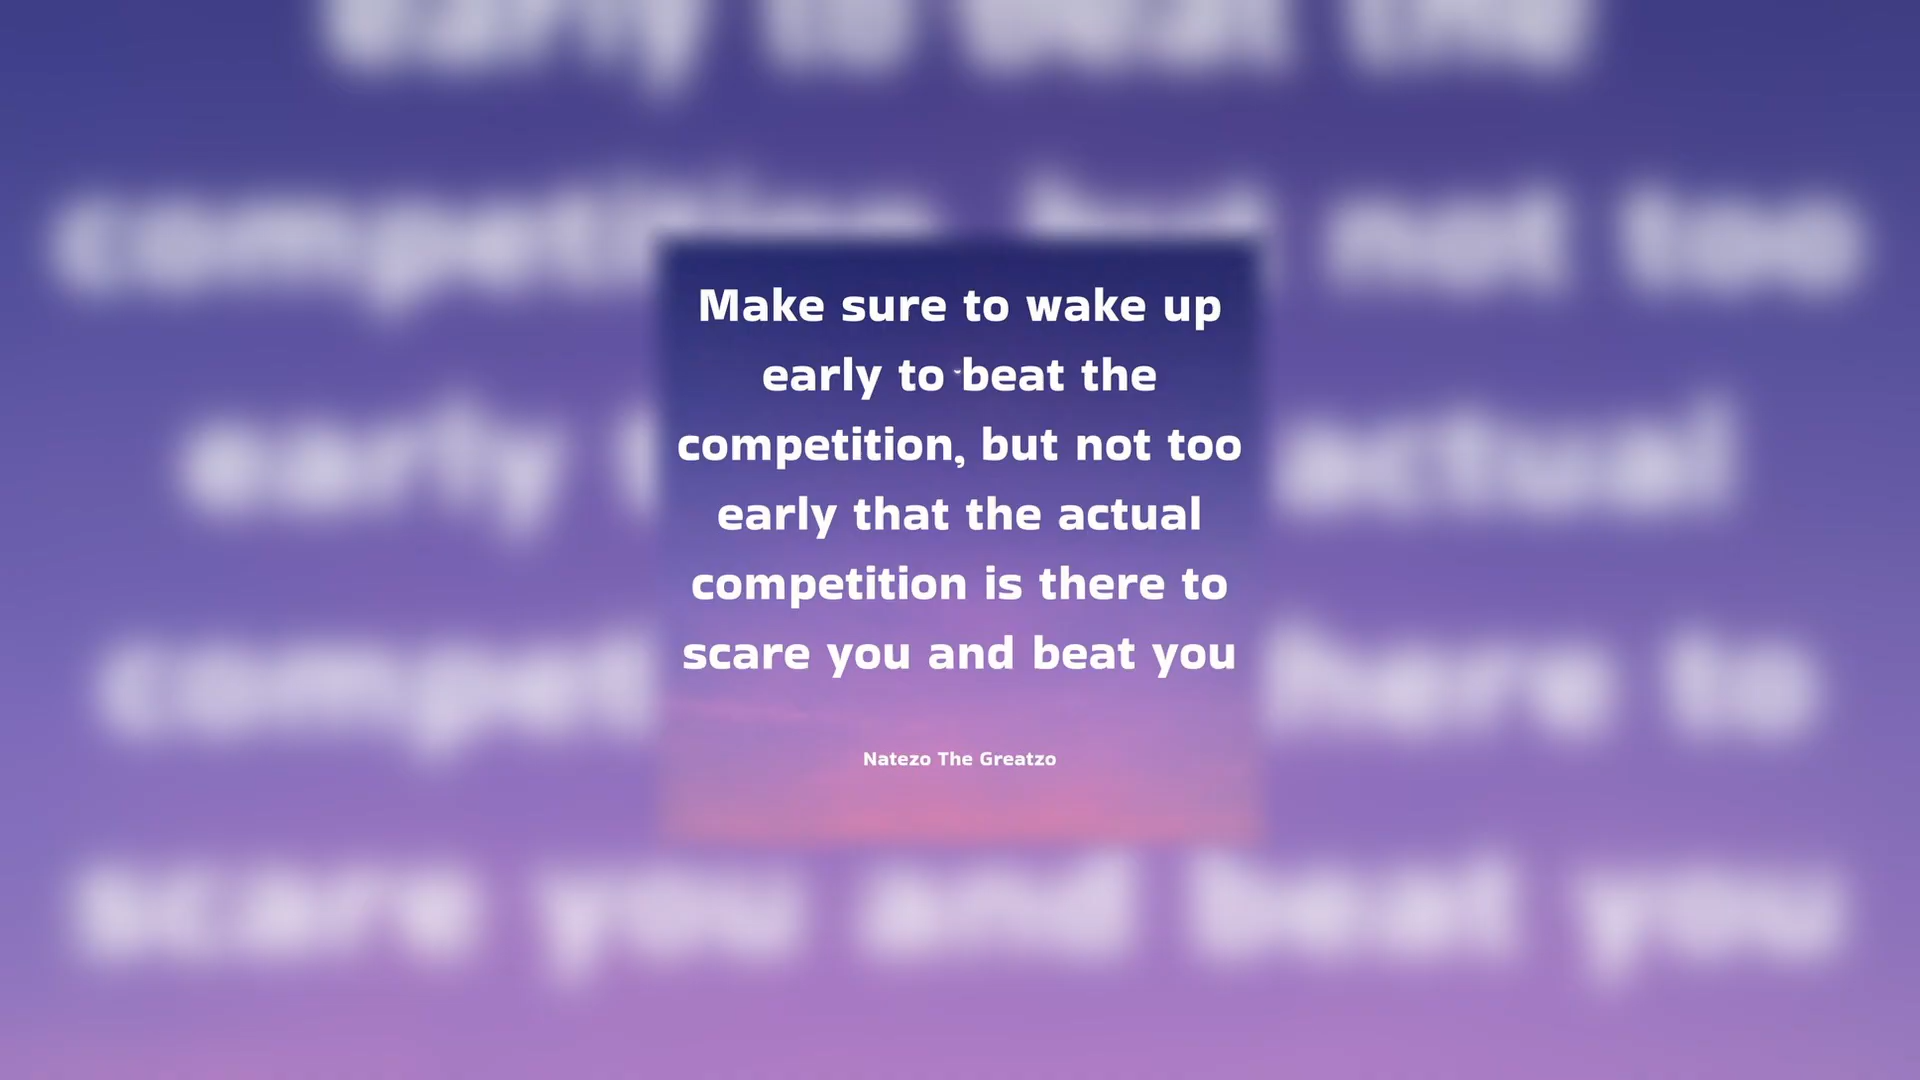 Make sure to wake up
early to beat the
competition, but not too
early that the actual
competition is there to
scare you and beat you
Natezo The Greatzo